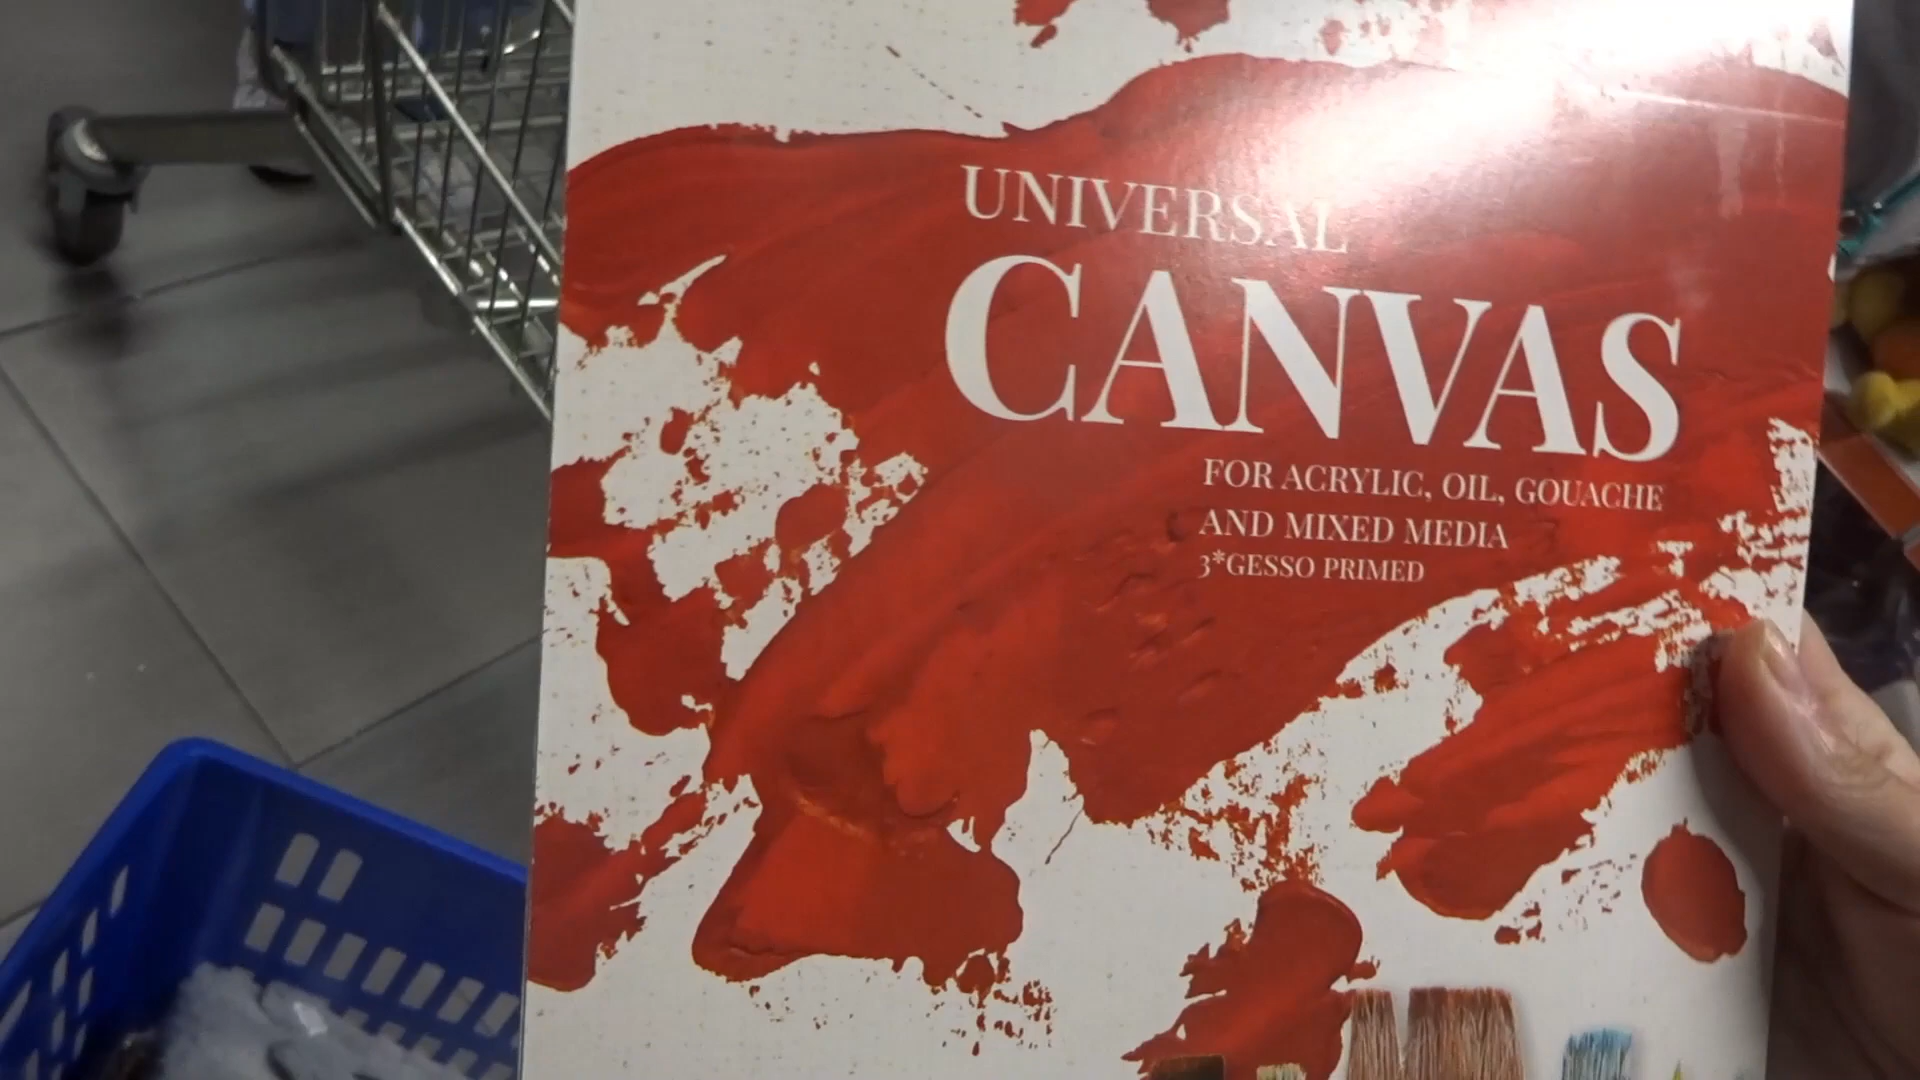 UNIVERSAL
CANVAS
FOR ACRYLIC, OIL, GOUACHE
AND MIXED MEDIA
3*GESSO PRIMED